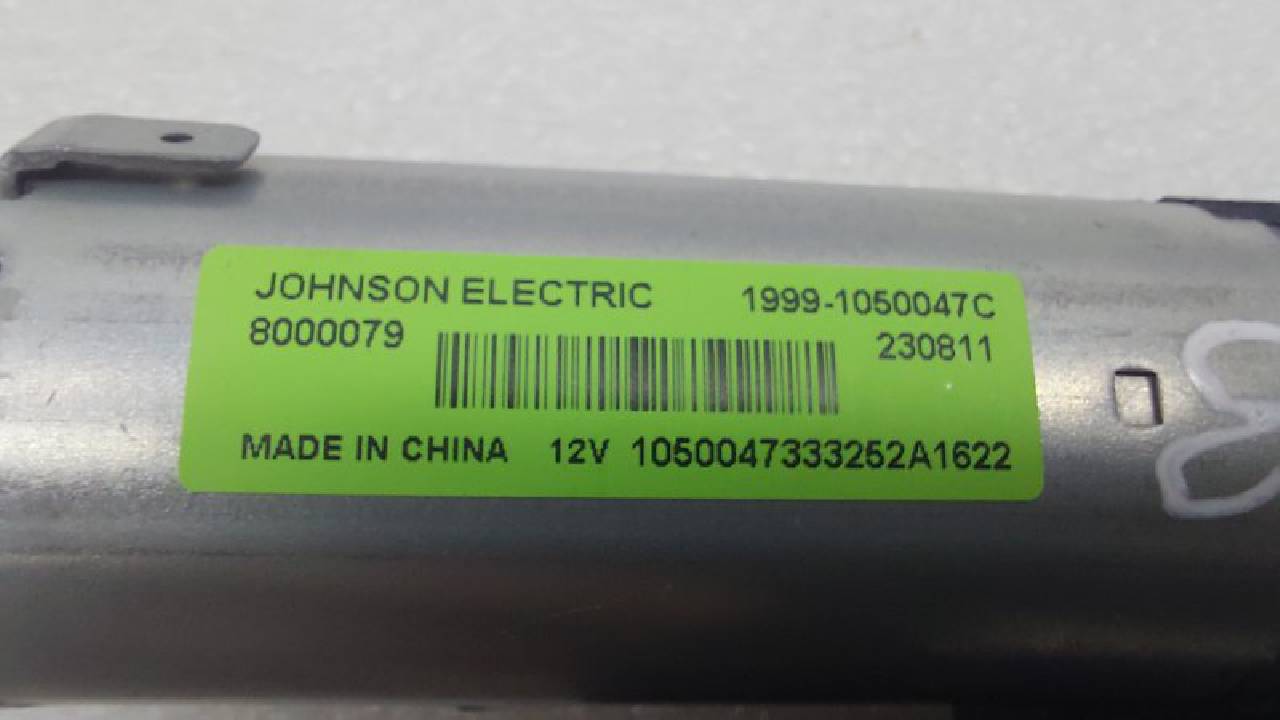 JOHNSON ELECTRIC 1999-1050047C
8000079 230811
MADE IN CHINA 12V 1050047333252A1622